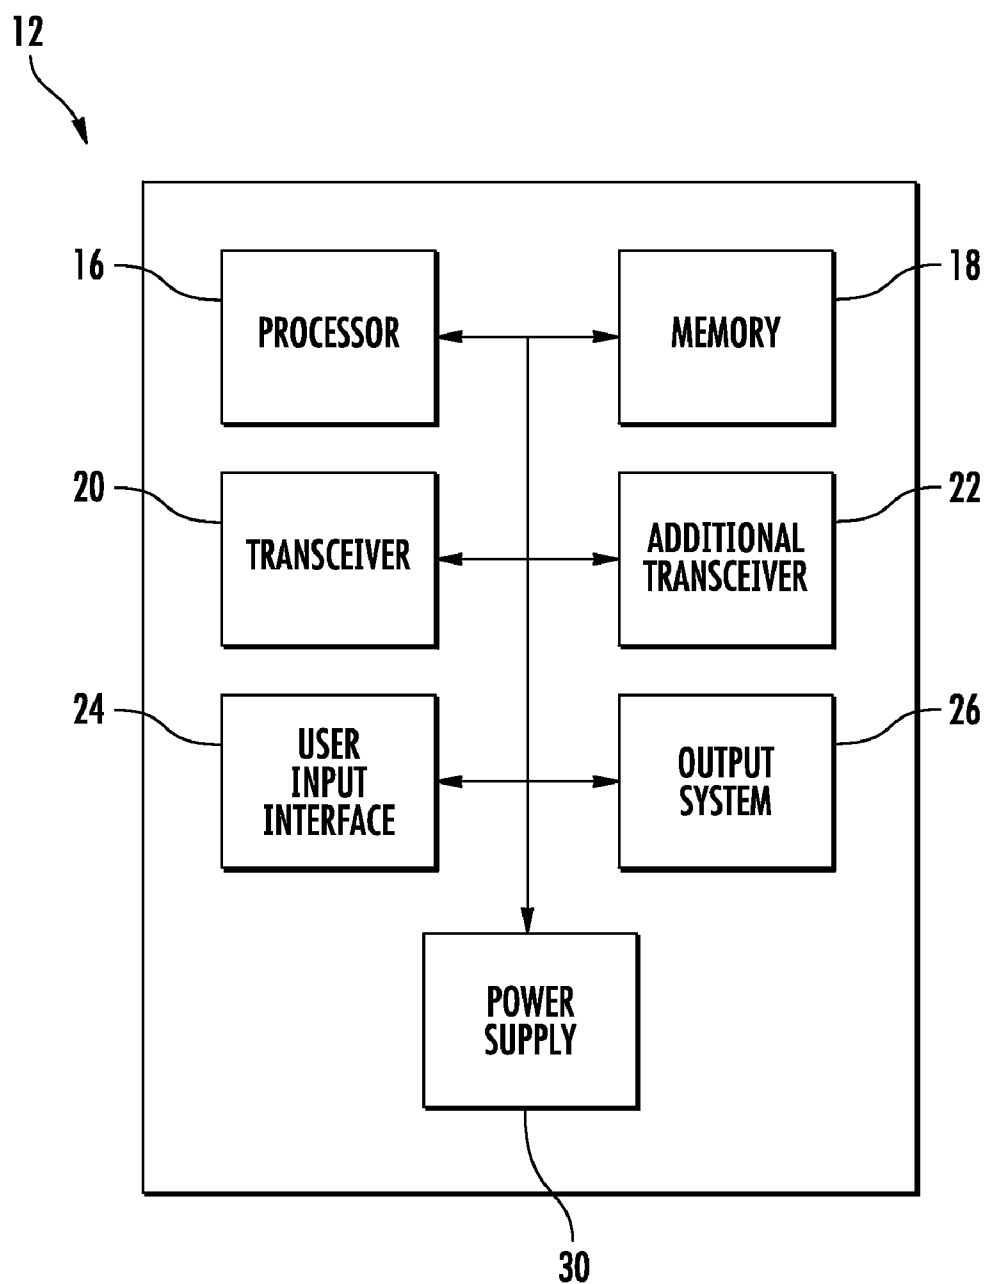 12
16
PROCESSOR
MEMORY
18
20
TRANSCEIVER
ADDITIONAL
TRANSCEIVER
22
24
USER
INPUT
INTERFACE
OUTPUT
SYSTEM
26
POWER
SUPPLY
30